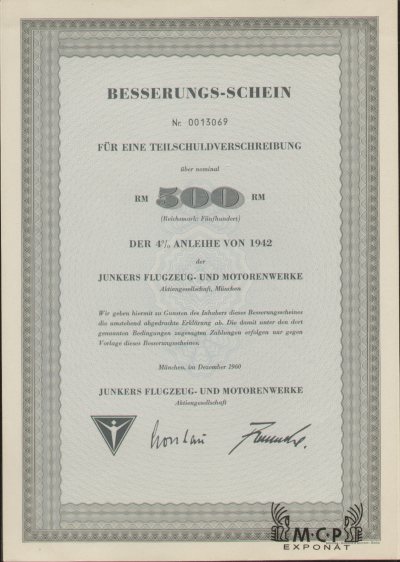 BESSERUNGS-SCHEIN
Nr. 0013069
FÜR EINE TEILSCHULDVERSCHREIBUNG
über nominal
RM 500 RM
(Reichsmark: Fünfhundert)
DER 4% ANLEIHE VON 1942
der
JUNKERS FLUGZEUG- UND MOTORENWERKE
Aktiengesellschaft, München
Wir geben hiermit zu Gunsten des Inhabers dieses Besserungsscheines
die umstehend abgedruckte Erklärung ab. Die damit unter den dort
genannten Bedingungen zugesagten Zahlungen erfolgen nur gegen
Vorlage dieses Besserungsscheines.
München, im Dezember 1960
JUNKERS FLUGZEUG- UND MOTORENWERKE
Aktiengesellschaft
M·C·P
EXPONÁT